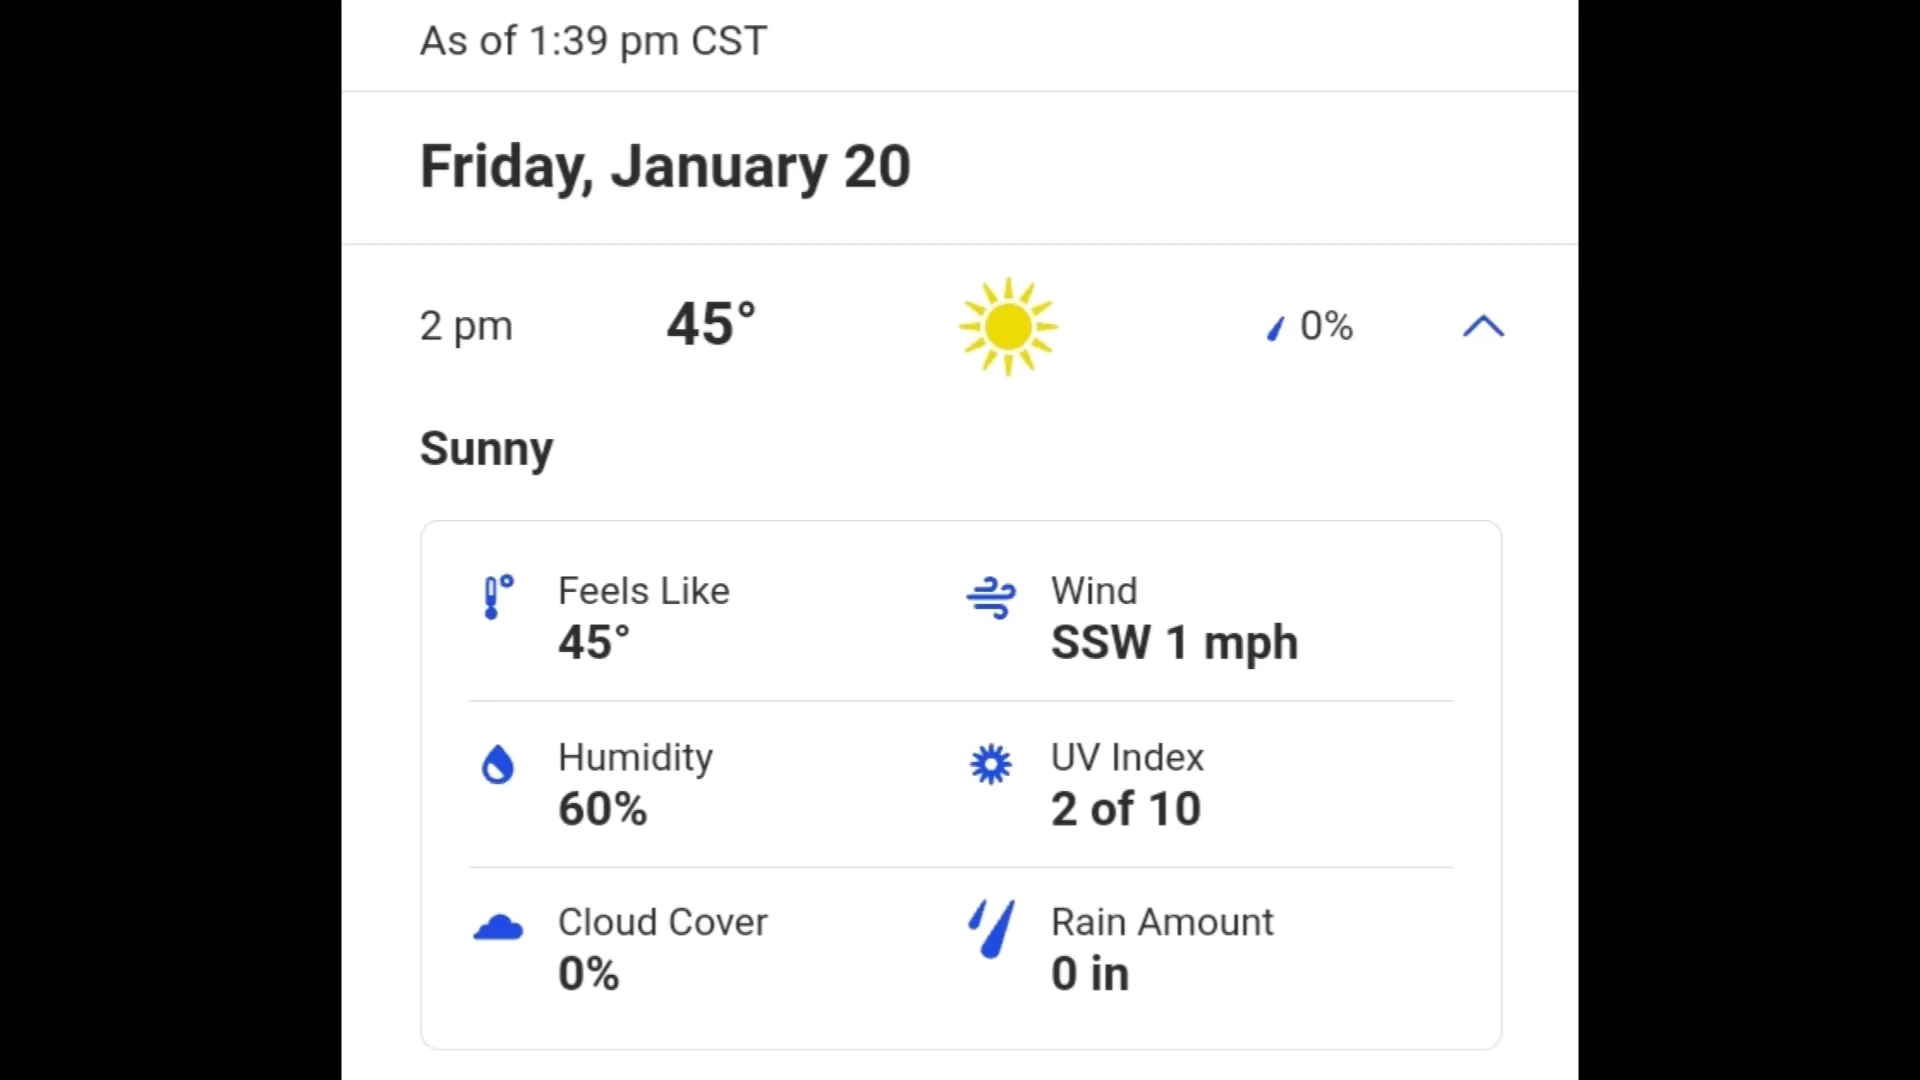 As of 1:39 pm CST
Friday, January 20
2 pm 45° 0%
Sunny
Feels Like Wind
45° SSW 1 mph
Humidity UV Index
60% 2 of 10
Cloud Cover Rain Amount
0% 0 in